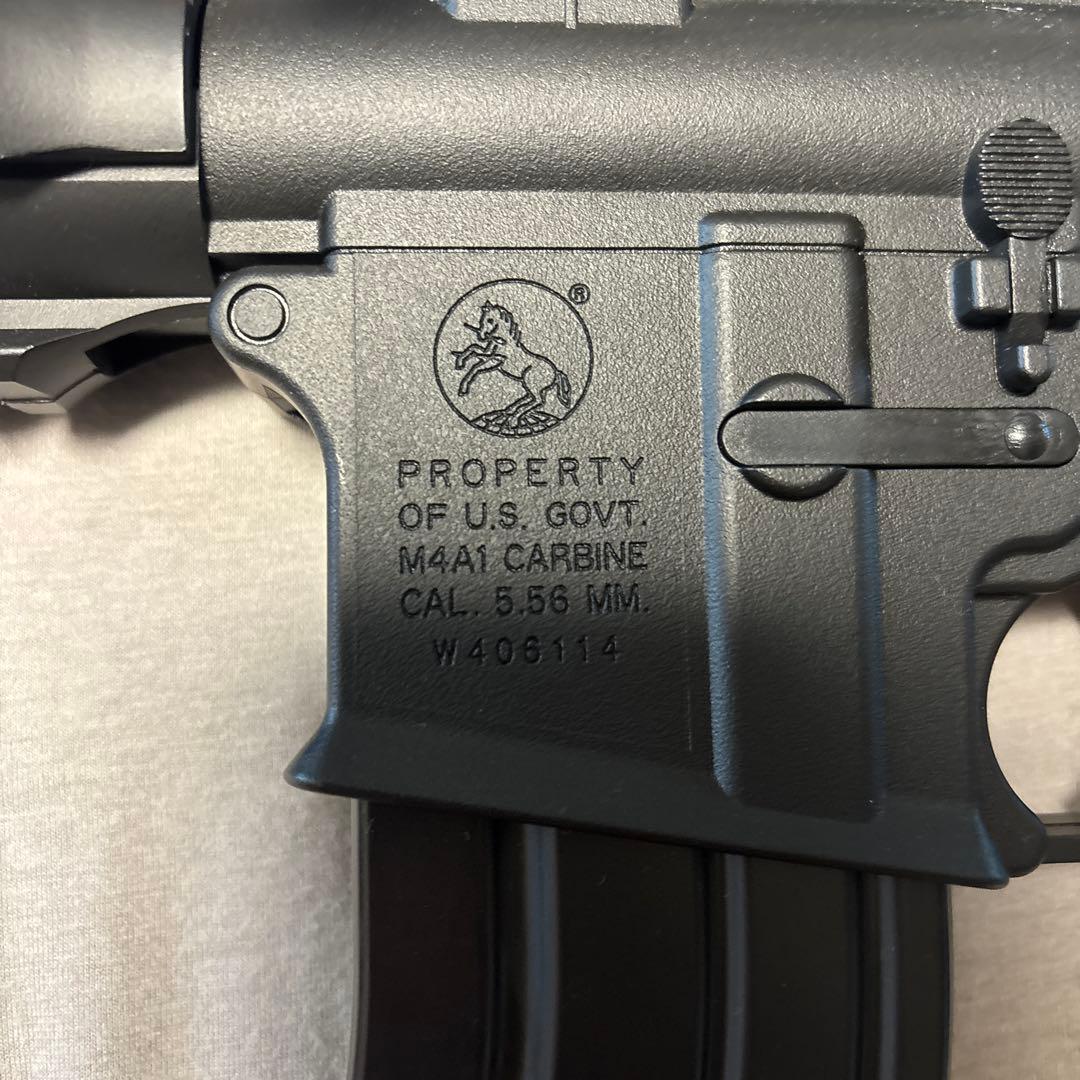 ®
PROPERTY
OF U.S. GOVT.
M4A1 CARBINE
CAL. 5.56 MM.
W406114